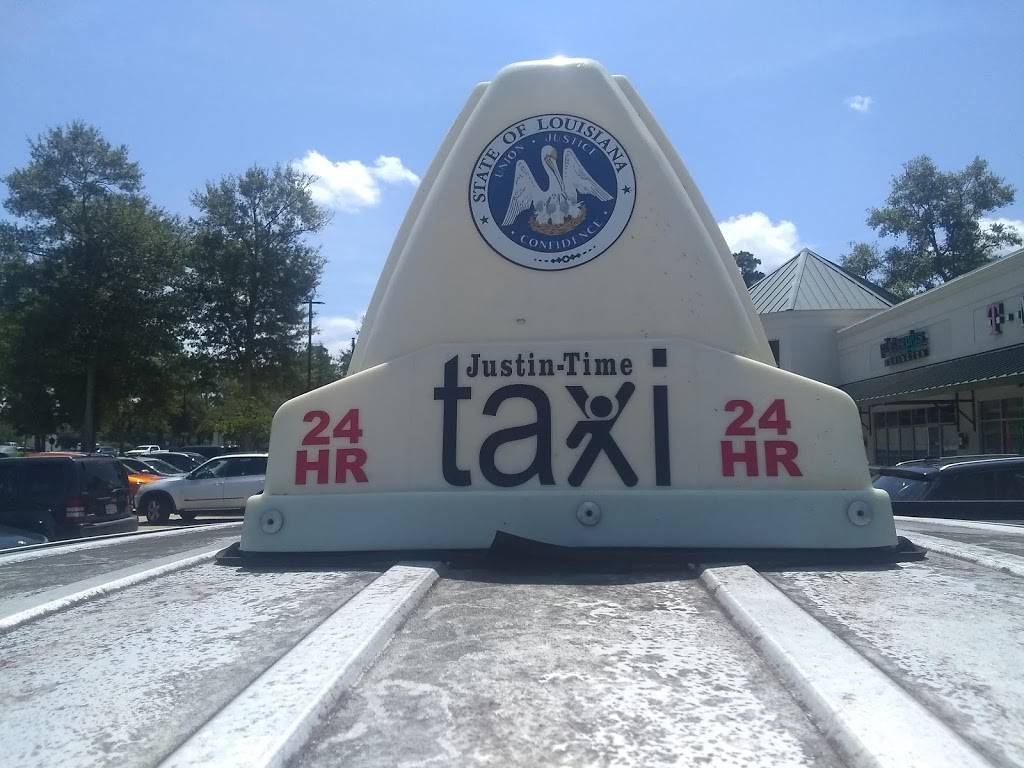 STATE OF LOUISIANA
UNION · JUSTICE
· CONFIDENCE ·
Justin-Time
taxi
24
HR
24
HR
T